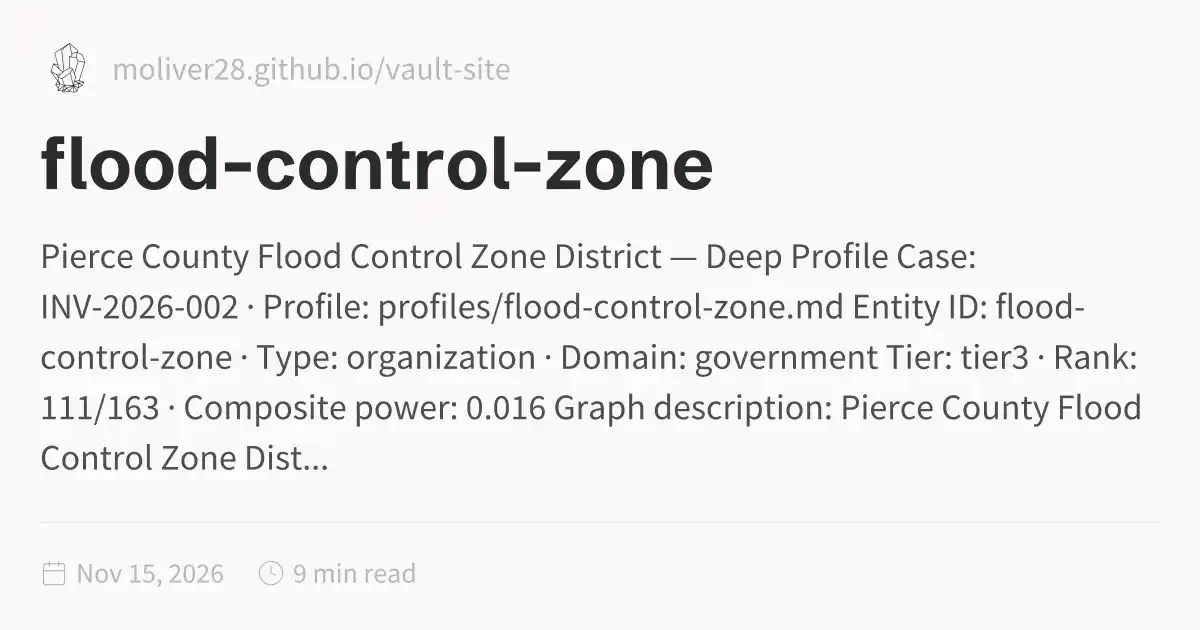 moliver28.github.io/vault-site
flood-control-zone
Pierce County Flood Control Zone District — Deep Profile Case:
INV-2026-002 · Profile: profiles/flood-control-zone.md Entity ID: flood-
control-zone · Type: organization · Domain: government Tier: tier3 · Rank:
111/163 · Composite power: 0.016 Graph description: Pierce County Flood
Control Zone Dist...
Nov 15, 2026 9 min read